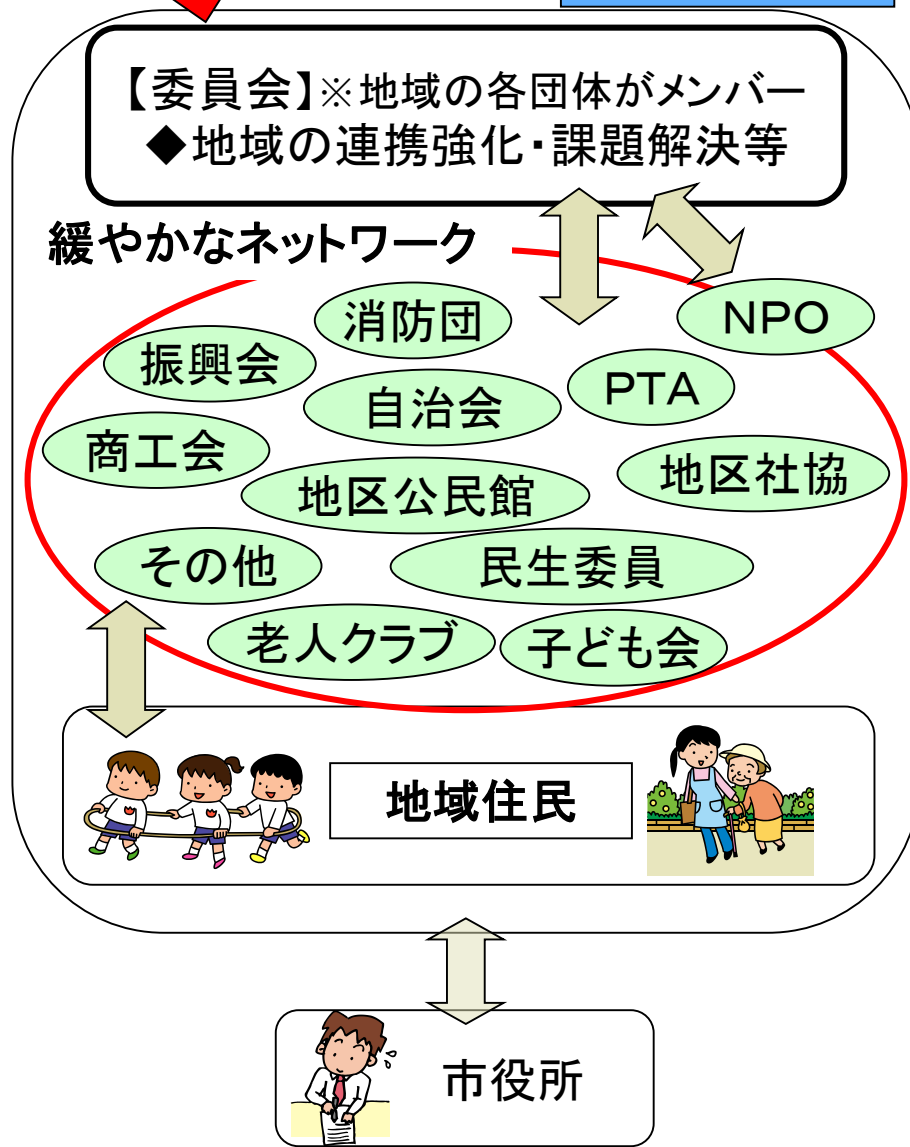 【委員会】※地域の各団体がメンバー
◆地域の連携強化・課題解決等
緩やかなネットワーク
消防団
NPO
振興会
PTA
自治会
商工会
地区社協
地区公民館
その他
民生委員
老人クラブ
子ども会
地域住民
市役所